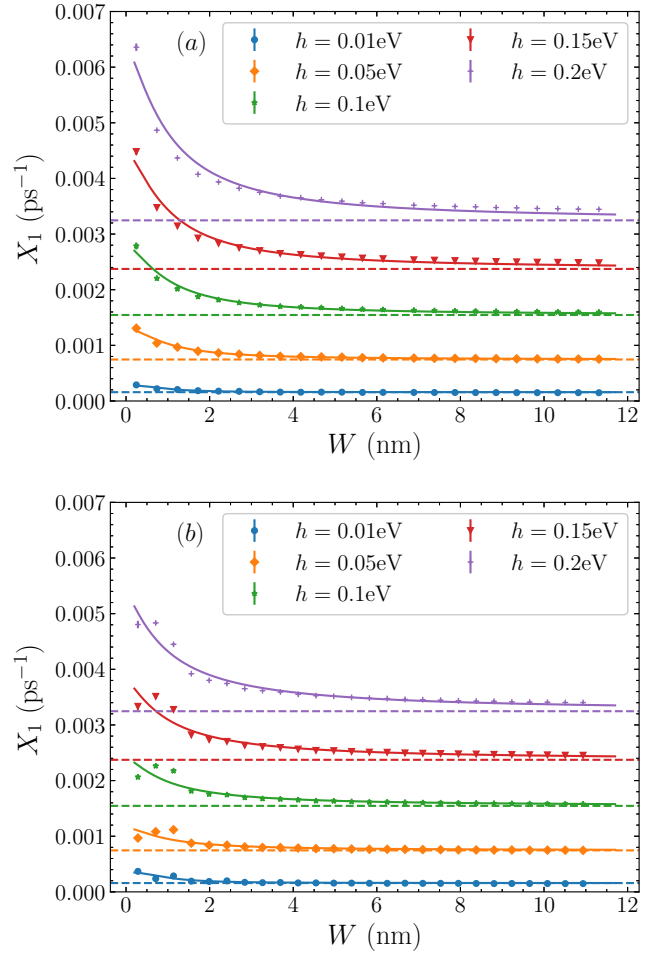 0.007
0.006
0.005
0.004
0.003
0.002
0.001
0.000
X₁ (ps⁻¹)
(a)
h = 0.01eV
h = 0.05eV
h = 0.1eV
h = 0.15eV
h = 0.2eV
0 2 4 6 8 10 12
W (nm)
0.007
0.006
0.005
0.004
0.003
0.002
0.001
0.000
X₁ (ps⁻¹)
(b)
h = 0.01eV
h = 0.05eV
h = 0.1eV
h = 0.15eV
h = 0.2eV
0 2 4 6 8 10 12
W (nm)